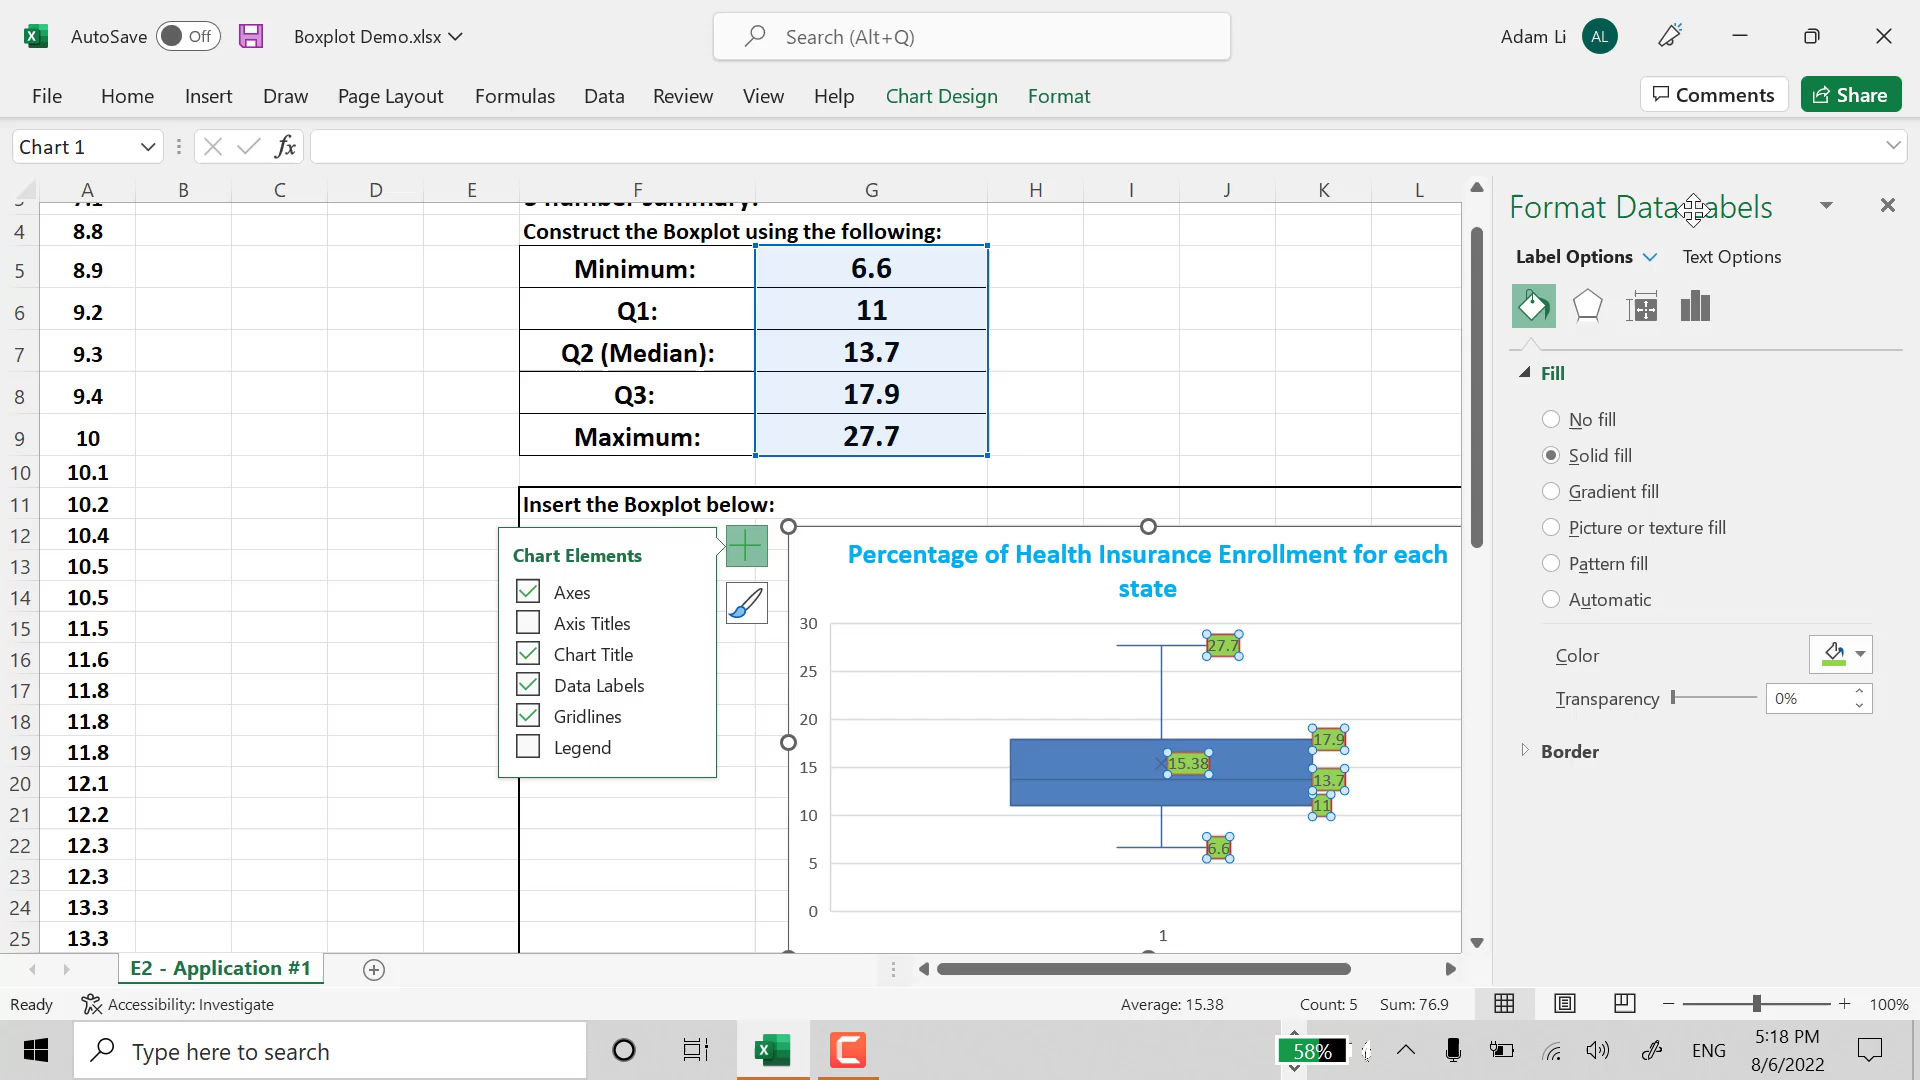 AutoSave Off Boxplot Demo.xlsx Search (Alt+Q) Adam Li AL
File Home Insert Draw Page Layout Formulas Data Review View Help Chart Design Format Comments Share
Chart 1 fx
A B C D E F G H I J K L
4 8.8 Construct the Boxplot using the following:
5 8.9 Minimum: 6.6
6 9.2 Q1: 11
7 9.3 Q2 (Median): 13.7
8 9.4 Q3: 17.9
9 10 Maximum: 27.7
10 10.1
11 10.2 Insert the Boxplot below:
12 10.4
13 10.5
14 10.5
15 11.5
16 11.6
17 11.8
18 11.8
19 11.8
20 12.1
21 12.2
22 12.3
23 12.3
24 13.3
25 13.3
Chart Elements
Axes
Axis Titles
Chart Title
Data Labels
Gridlines
Legend
Percentage of Health Insurance Enrollment for each
state
30
25
20
15
10
5
0
27.7
17.9
15.38
13.7
11
6.6
1
Format Data Labels
Label Options Text Options
Fill
No fill
Solid fill
Gradient fill
Picture or texture fill
Pattern fill
Automatic
Color
Transparency 0%
Border
E2 - Application #1
Ready Accessibility: Investigate Average: 15.38 Count: 5 Sum: 76.9 100%
Type here to search 58% ENG 5:18 PM
8/6/2022